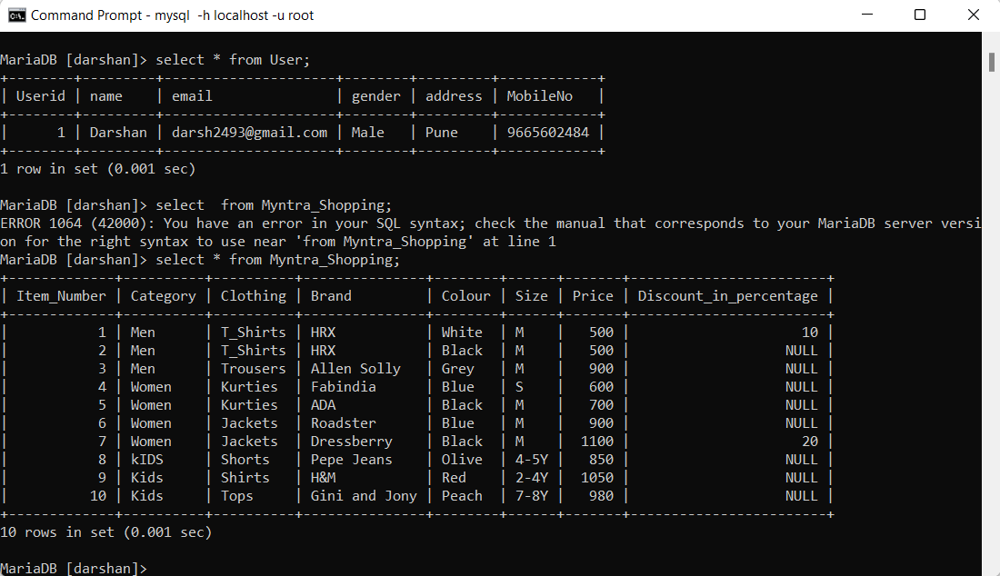 Command Prompt - mysql  -h localhost -u root
MariaDB [darshan]> select * from User;
+--------+---------+---------------------+--------+---------+------------+
| Userid | name    | email               | gender | address | MobileNo   |
+--------+---------+---------------------+--------+---------+------------+
|      1 | Darshan | darsh2493@gmail.com | Male   | Pune    | 9665602484 |
+--------+---------+---------------------+--------+---------+------------+
1 row in set (0.001 sec)
MariaDB [darshan]> select  from Myntra_Shopping;
ERROR 1064 (42000): You have an error in your SQL syntax; check the manual that corresponds to your MariaDB server versi
on for the right syntax to use near 'from Myntra_Shopping' at line 1
MariaDB [darshan]> select * from Myntra_Shopping;
+-------------+----------+----------+---------------+--------+------+-------+------------------------+
| Item_Number | Category | Clothing | Brand         | Colour | Size | Price | Discount_in_percentage |
+-------------+----------+----------+---------------+--------+------+-------+------------------------+
|           1 | Men      | T_Shirts | HRX           | White  | M    |   500 |                     10 |
|           2 | Men      | T_Shirts | HRX           | Black  | M    |   500 |                   NULL |
|           3 | Men      | Trousers | Allen Solly   | Grey   | M    |   900 |                   NULL |
|           4 | Women    | Kurties  | Fabindia      | Blue   | S    |   600 |                   NULL |
|           5 | Women    | Kurties  | ADA           | Black  | M    |   700 |                   NULL |
|           6 | Women    | Jackets  | Roadster      | Blue   | M    |   900 |                   NULL |
|           7 | Women    | Jackets  | Dressberry    | Black  | M    |  1100 |                     20 |
|           8 | kIDS     | Shorts   | Pepe Jeans    | Olive  | 4-5Y |   850 |                   NULL |
|           9 | Kids     | Shirts   | H&M           | Red    | 2-4Y |  1050 |                   NULL |
|          10 | Kids     | Tops     | Gini and Jony | Peach  | 7-8Y |   980 |                   NULL |
+-------------+----------+----------+---------------+--------+------+-------+------------------------+
10 rows in set (0.001 sec)
MariaDB [darshan]>